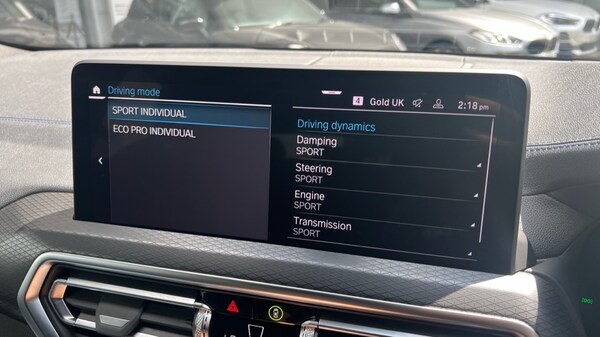 Driving mode
4 Gold UK 2:18 pm
SPORT INDIVIDUAL
ECO PRO INDIVIDUAL
Driving dynamics
Damping
SPORT
Steering
SPORT
Engine
SPORT
Transmission
SPORT